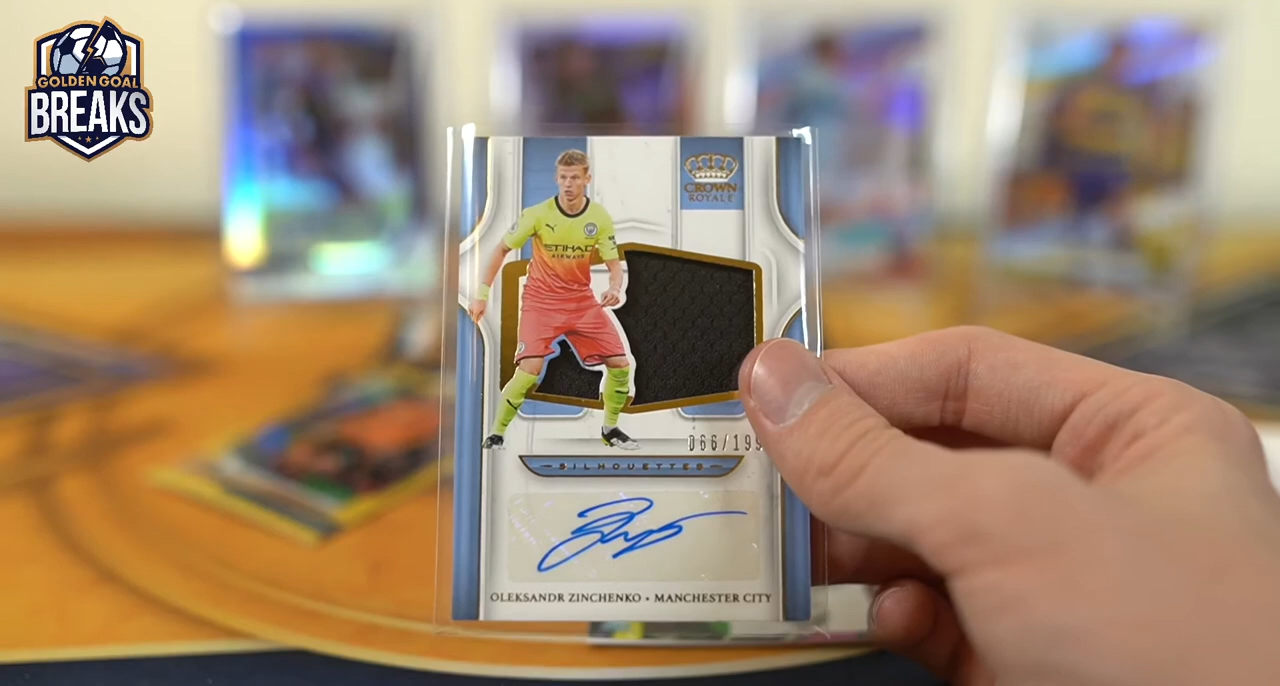 GOLDEN GOAL
BREAKS
CROWN
ROYALE
ETIHAD
AIRWAYS
066/199
SILHOUETTES
OLEKSANDR ZINCHENKO • MANCHESTER CITY